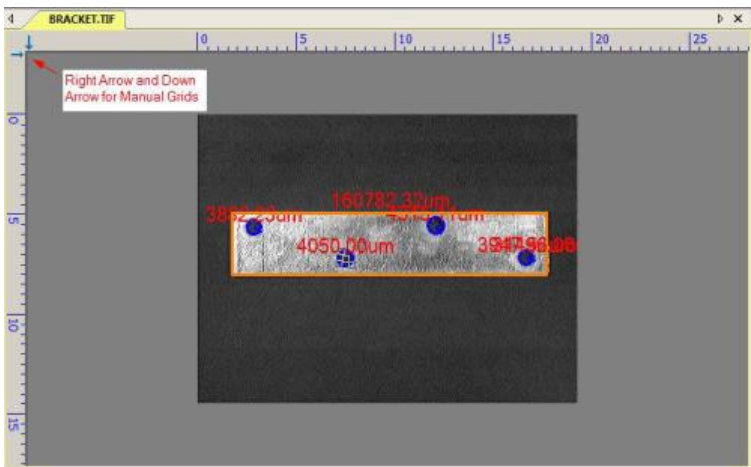 BRACKET.TIF
0 5 10 15 20 25
Right Arrow and Down
Arrow for Manual Grids
0
5
10
15
160782.32um
4050.00um